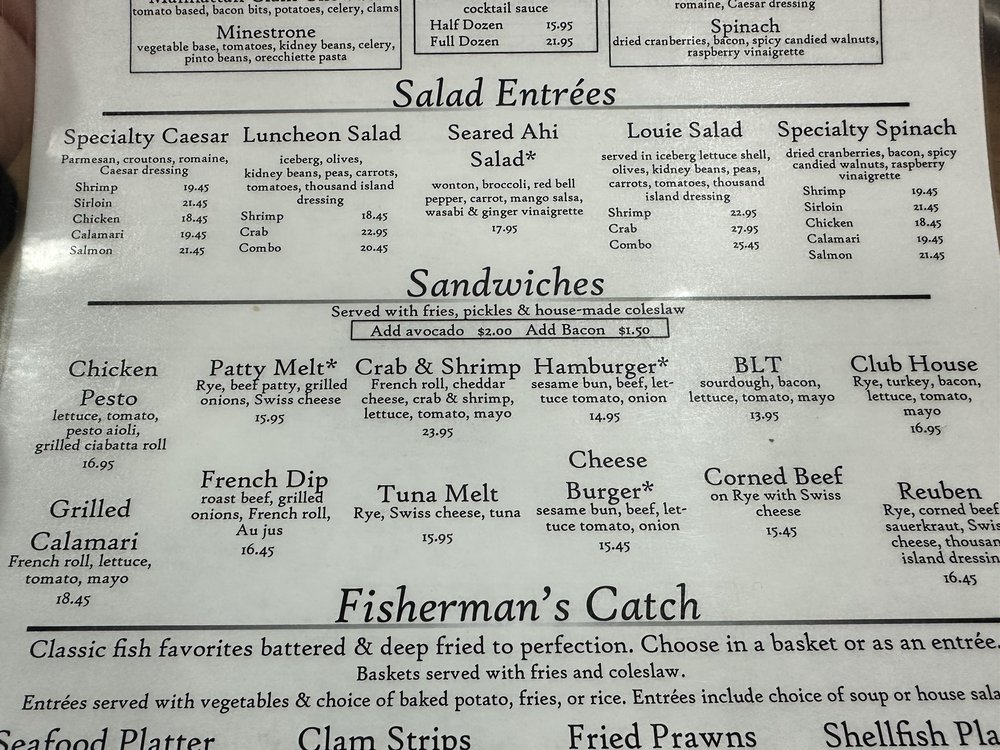 tomato based, bacon bits, potatoes, celery, clams
Minestrone
vegetable base, tomatoes, kidney beans, celery,
pinto beans, orecchiette pasta
cocktail sauce
Half Dozen 15.95
Full Dozen 21.95
romaine, Caesar dressing
Spinach
dried cranberries, bacon, spicy candied walnuts,
raspberry vinaigrette
Salad Entrées
Specialty Caesar
Parmesan, croutons, romaine,
Caesar dressing
Shrimp 19.45
Sirloin 21.45
Chicken 18.45
Calamari 19.45
Salmon 21.45
Luncheon Salad
iceberg, olives,
kidney beans, peas, carrots,
tomatoes, thousand island
dressing
Shrimp 18.45
Crab 22.95
Combo 20.45
Seared Ahi
Salad*
wonton, broccoli, red bell
pepper, carrot, mango salsa,
wasabi & ginger vinaigrette
17.95
Louie Salad
served in iceberg lettuce shell,
olives, kidney beans, peas,
carrots, tomatoes, thousand
island dressing
Shrimp 22.95
Crab 27.95
Combo 25.45
Specialty Spinach
dried cranberries, bacon, spicy
candied walnuts, raspberry
vinaigrette
Shrimp 19.45
Sirloin 21.45
Chicken 18.45
Calamari 19.45
Salmon 21.45
Sandwiches
Served with fries, pickles & house-made coleslaw
Add avocado $2.00 Add Bacon $1.50
Chicken
Pesto
lettuce, tomato,
pesto aioli,
grilled ciabatta roll
16.95
Patty Melt*
Rye, beef patty, grilled
onions, Swiss cheese
15.95
Crab & Shrimp
French roll, cheddar
cheese, crab & shrimp,
lettuce, tomato, mayo
23.95
Hamburger*
sesame bun, beef, let-
tuce tomato, onion
14.95
BLT
sourdough, bacon,
lettuce, tomato, mayo
13.95
Club House
Rye, turkey, bacon,
lettuce, tomato,
mayo
16.95
Grilled
Calamari
French roll, lettuce,
tomato, mayo
18.45
French Dip
roast beef, grilled
onions, French roll,
Au jus
16.45
Tuna Melt
Rye, Swiss cheese, tuna
15.95
Cheese
Burger*
sesame bun, beef, let-
tuce tomato, onion
15.45
Corned Beef
on Rye with Swiss
cheese
15.45
Reuben
Rye, corned beef
sauerkraut, Swis
cheese, thousan
island dressin
16.45
Fisherman's Catch
Classic fish favorites battered & deep fried to perfection. Choose in a basket or as an entrée.
Baskets served with fries and coleslaw.
Entrées served with vegetables & choice of baked potato, fries, or rice. Entrées include choice of soup or house sala
Seafood Platter Clam Strips Fried Prawns Shellfish Pla